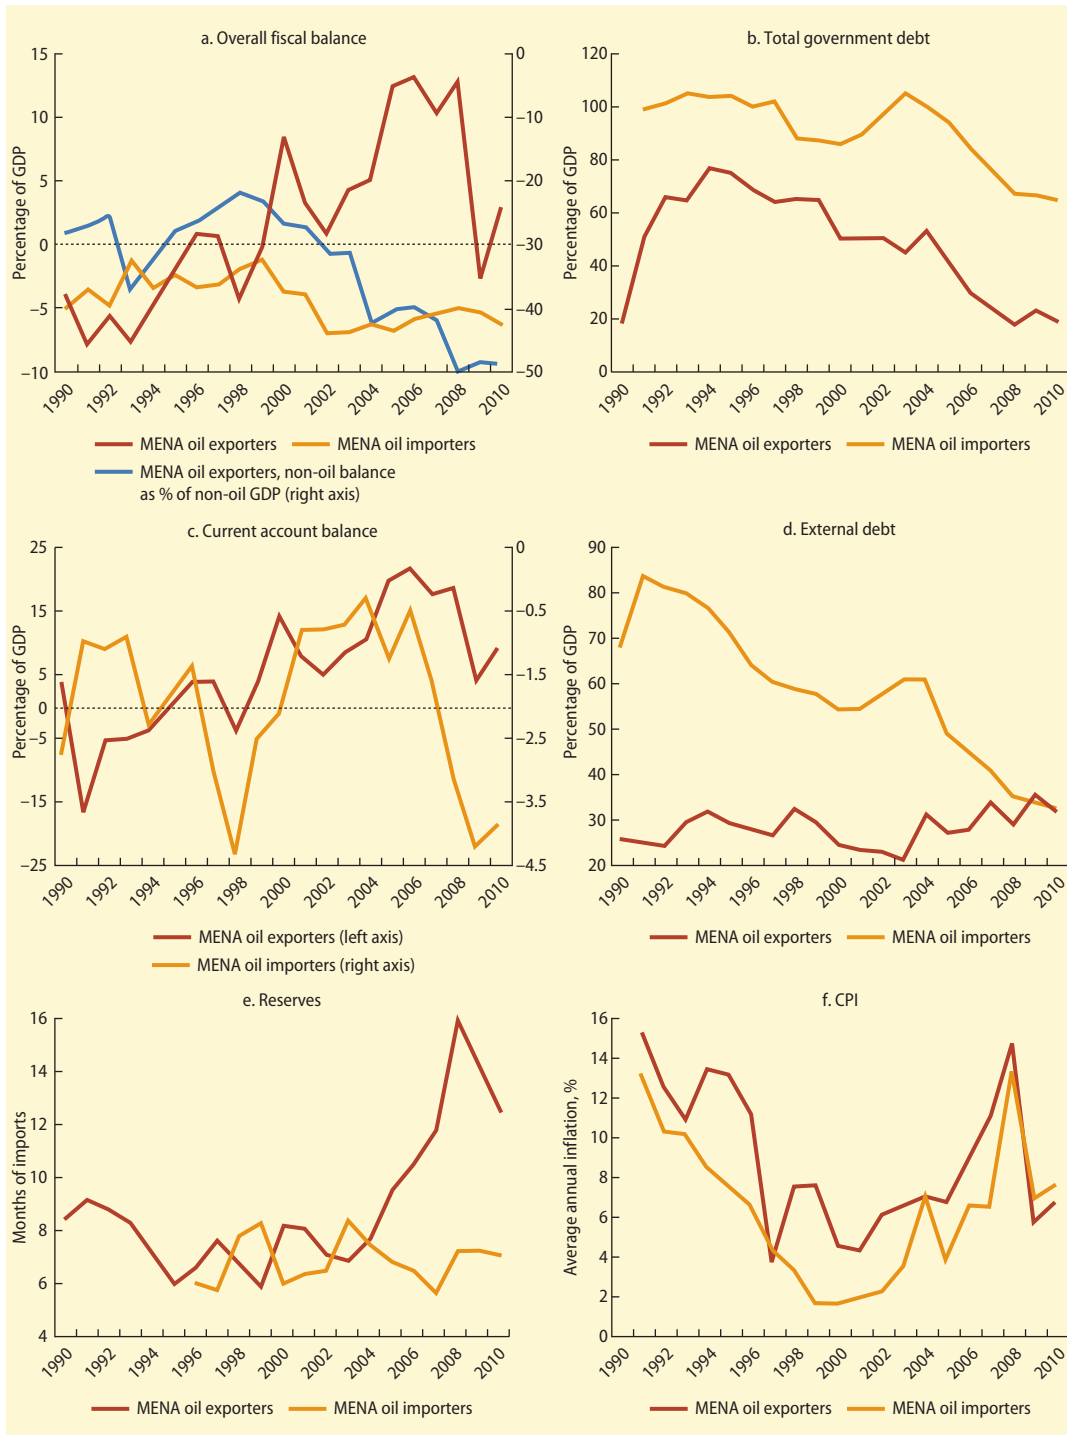 a. Overall fiscal balance
Percentage of GDP
15
10
5
0
–5
–10
0
–10
–20
–30
–40
–50
1990 1992 1994 1996 1998 2000 2002 2004 2006 2008 2010
MENA oil exporters MENA oil importers
MENA oil exporters, non-oil balance
as % of non-oil GDP (right axis)
b. Total government debt
Percentage of GDP
120
100
80
60
40
20
0
1990 1992 1994 1996 1998 2000 2002 2004 2006 2008 2010
MENA oil exporters MENA oil importers
c. Current account balance
Percentage of GDP
25
15
5
0
–5
–15
–25
0
–0.5
–1.5
–2.5
–3.5
–4.5
1990 1992 1994 1996 1998 2000 2002 2004 2006 2008 2010
MENA oil exporters (left axis)
MENA oil importers (right axis)
d. External debt
Percentage of GDP
90
80
70
60
50
40
30
20
1990 1992 1994 1996 1998 2000 2002 2004 2006 2008 2010
MENA oil exporters MENA oil importers
e. Reserves
Months of imports
16
14
12
10
8
6
4
1990 1992 1994 1996 1998 2000 2002 2004 2006 2008 2010
MENA oil exporters MENA oil importers
f. CPI
Average annual inflation, %
16
14
12
10
8
6
4
2
0
1990 1992 1994 1996 1998 2000 2002 2004 2006 2008 2010
MENA oil exporters MENA oil importers